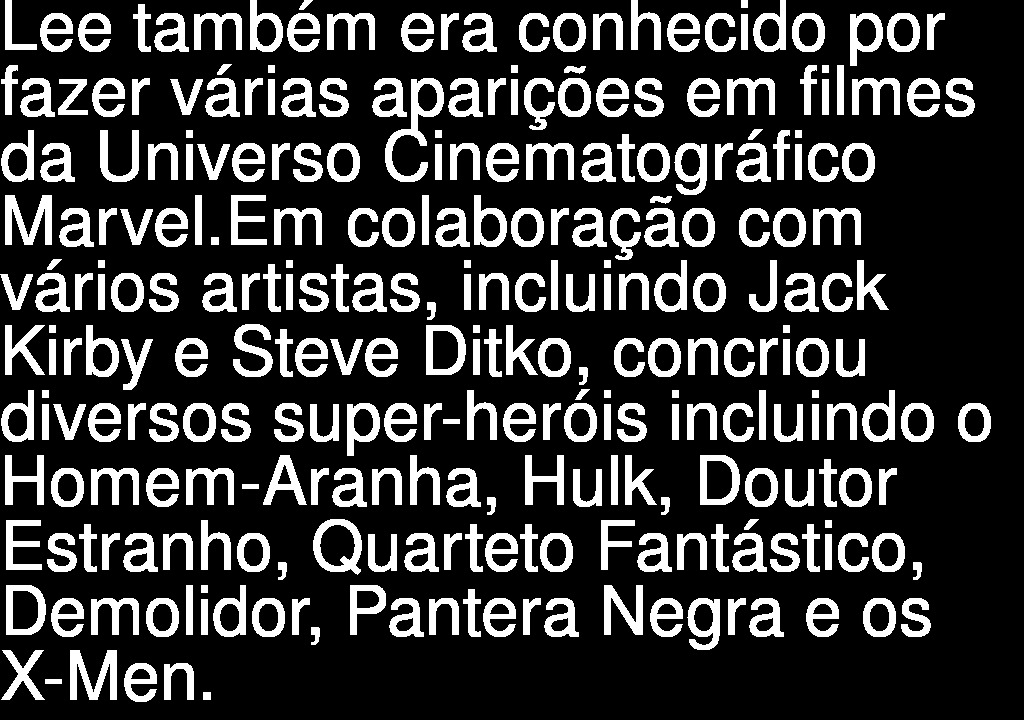 Lee também era conhecido por
fazer várias aparições em filmes
da Universo Cinematográfico
Marvel.Em colaboração com
vários artistas, incluindo Jack
Kirby e Steve Ditko, concriou
diversos super-heróis incluindo o
Homem-Aranha, Hulk, Doutor
Estranho, Quarteto Fantástico,
Demolidor, Pantera Negra e os
X-Men.